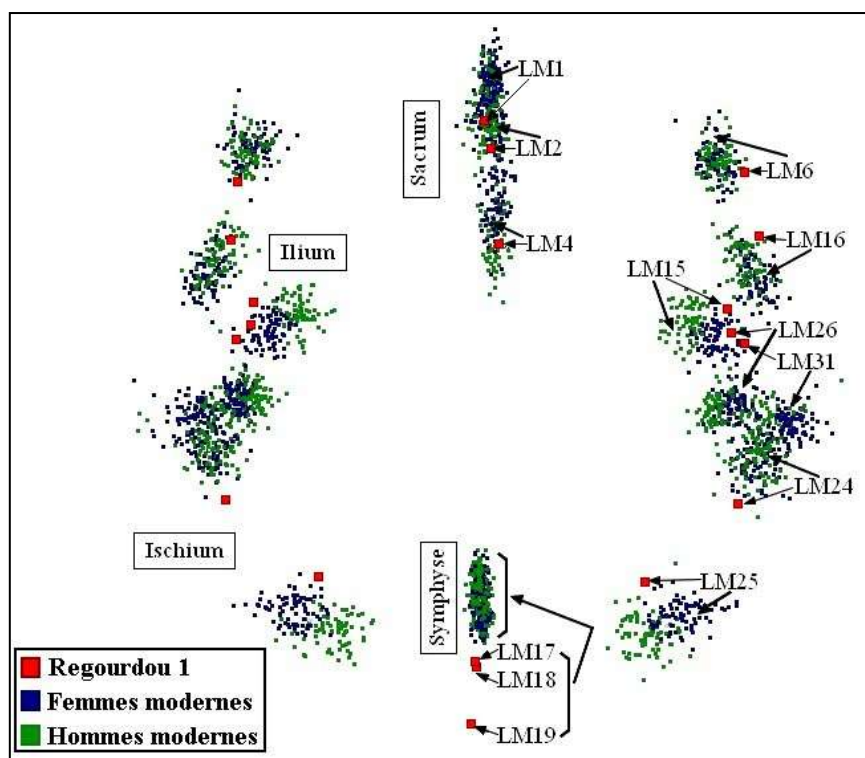 LM1
Sacrum
LM2
LM6
LM4
LM16
Ilium
LM15
LM26
LM31
LM24
Ischium
Symphyse
LM25
LM17
LM18
LM19
Regourdou 1
Femmes modernes
Hommes modernes